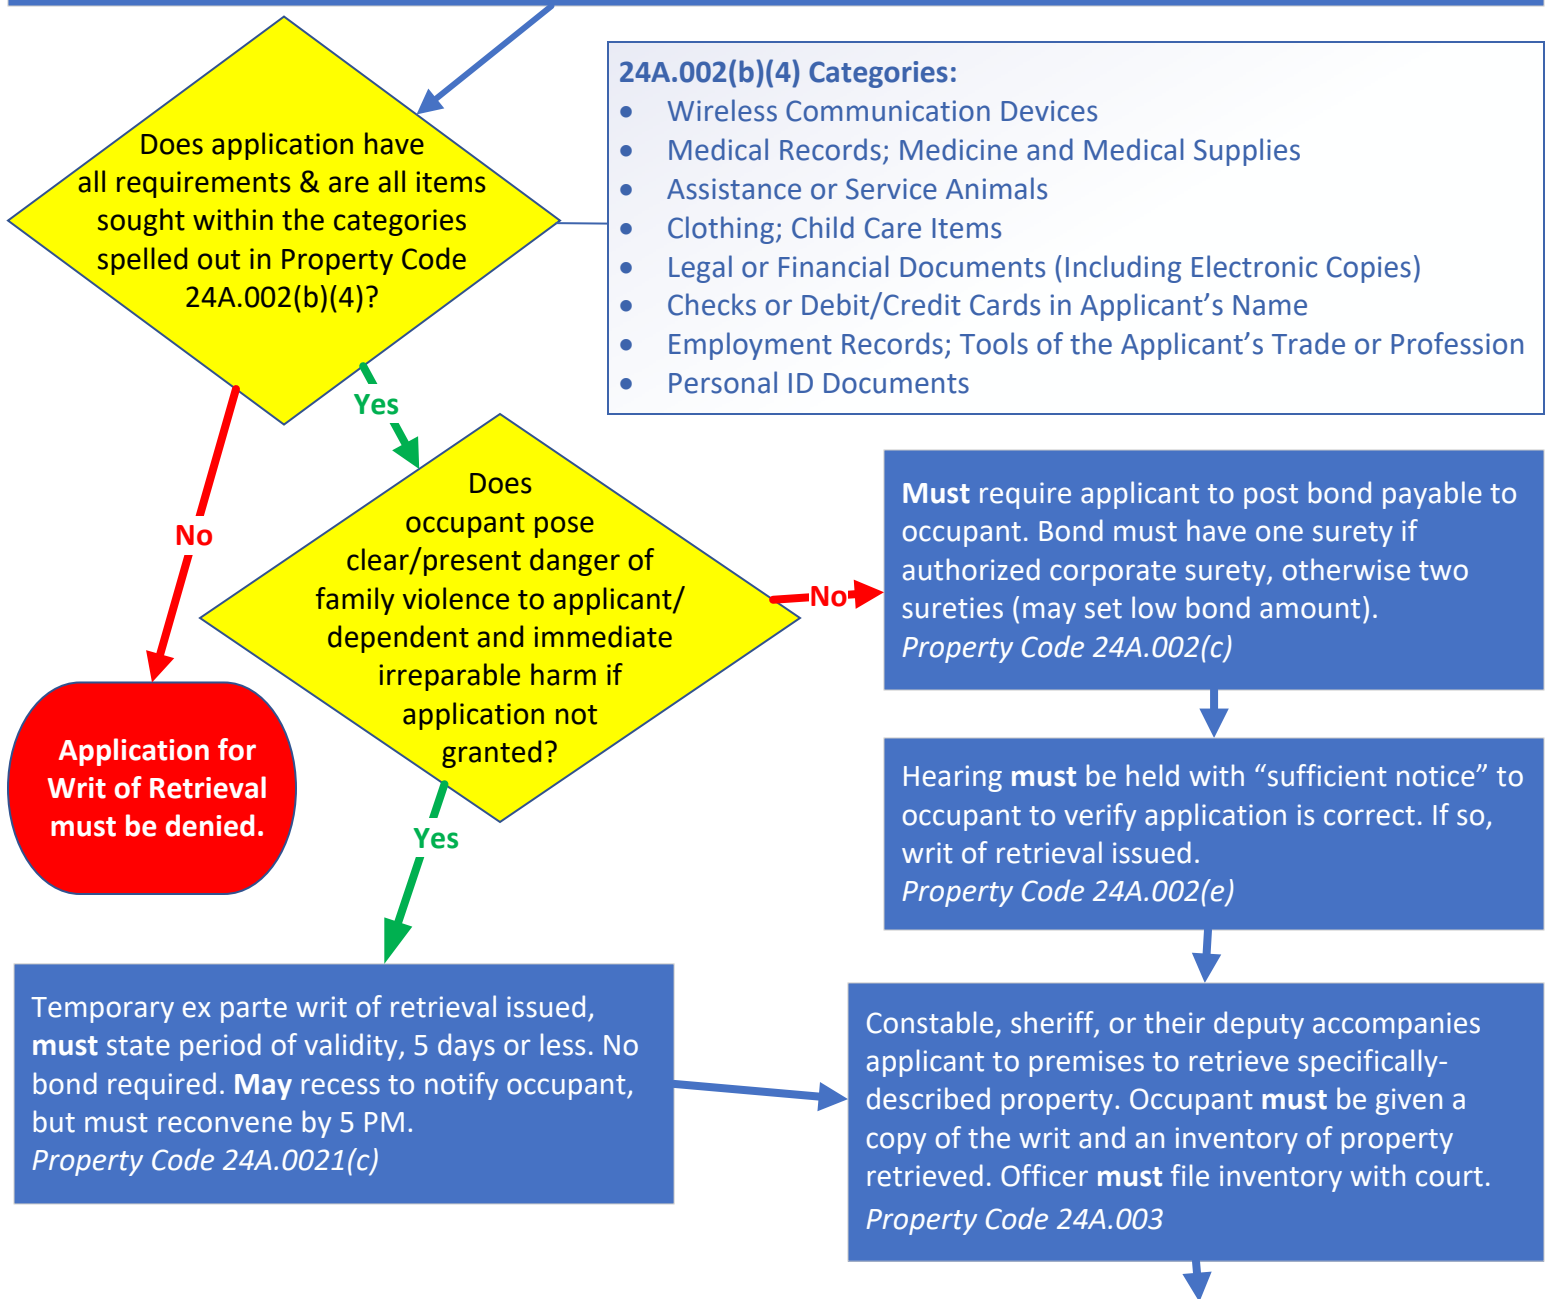 Does application have
all requirements & are all items
sought within the categories
spelled out in Property Code
24A.002(b)(4)?
24A.002(b)(4) Categories:
• Wireless Communication Devices
• Medical Records; Medicine and Medical Supplies
• Assistance or Service Animals
• Clothing; Child Care Items
• Legal or Financial Documents (Including Electronic Copies)
• Checks or Debit/Credit Cards in Applicant’s Name
• Employment Records; Tools of the Applicant’s Trade or Profession
• Personal ID Documents
Yes
No
Does
occupant pose
clear/present danger of
family violence to applicant/
dependent and immediate
irreparable harm if
application not
granted?
No
Must require applicant to post bond payable to
occupant. Bond must have one surety if
authorized corporate surety, otherwise two
sureties (may set low bond amount).
Property Code 24A.002(c)
Application for
Writ of Retrieval
must be denied.
Hearing must be held with “sufficient notice” to
occupant to verify application is correct. If so,
writ of retrieval issued.
Property Code 24A.002(e)
Yes
Temporary ex parte writ of retrieval issued,
must state period of validity, 5 days or less. No
bond required. May recess to notify occupant,
but must reconvene by 5 PM.
Property Code 24A.0021(c)
Constable, sheriff, or their deputy accompanies
applicant to premises to retrieve specifically-
described property. Occupant must be given a
copy of the writ and an inventory of property
retrieved. Officer must file inventory with court.
Property Code 24A.003